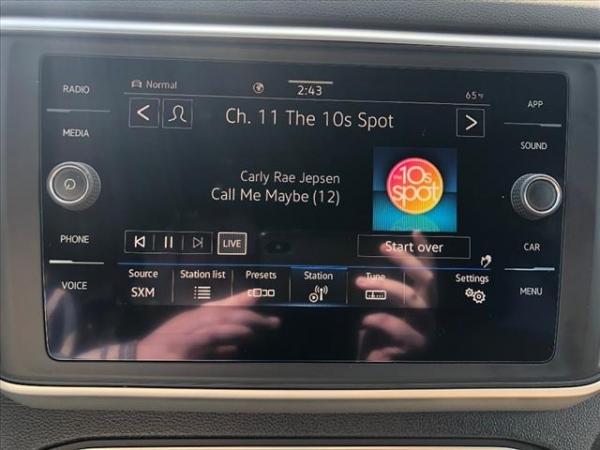 RADIO
MEDIA
PHONE
VOICE
Normal
2:43
65°F
Ch. 11 The 10s Spot
Carly Rae Jepsen
Call Me Maybe (12)
10s
spot
LIVE
Start over
Source
SXM
Station list
Presets
Station
Tune
Settings
APP
SOUND
CAR
MENU